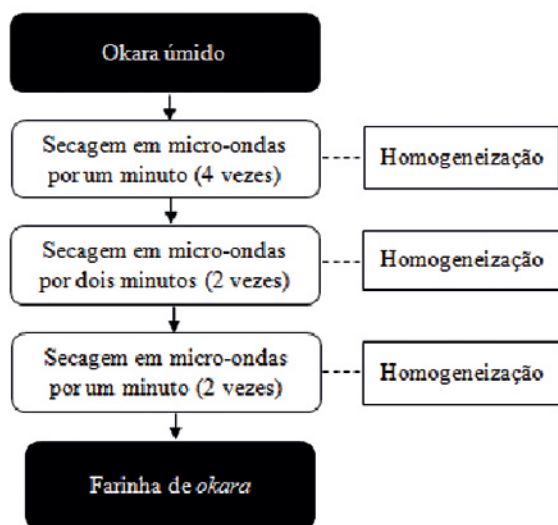 Okara úmido
Secagem em micro-ondas
por um minuto (4 vezes)
Homogeneização
Secagem em micro-ondas
por dois minutos (2 vezes)
Homogeneização
Secagem em micro-ondas
por um minuto (2 vezes)
Homogeneização
Farinha de okara